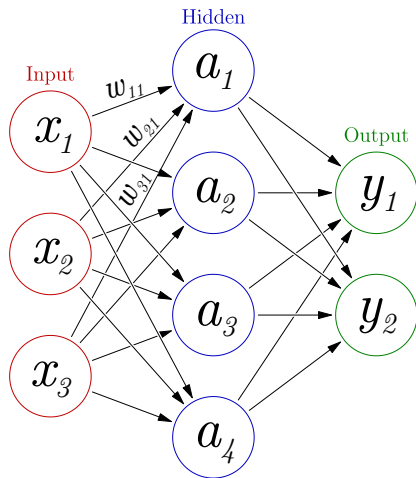 Hidden
Input
Output
x1
x2
x3
w11
w21
w31
a1
a2
a3
a4
y1
y2